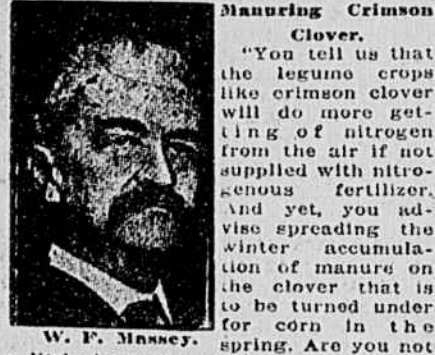 Manuring Crimson
Clover.
"You tell us that
the legume crops
like crimson clover
will do more get-
ting of nitrogen
from the air if not
supplied with nitro-
genous fertilizer.
And yet, you ad-
vise spreading the
winter accumula-
tion of manure on
the clover that is
to be turned under
for corn in the
spring. Are you not
W. F. Massey.